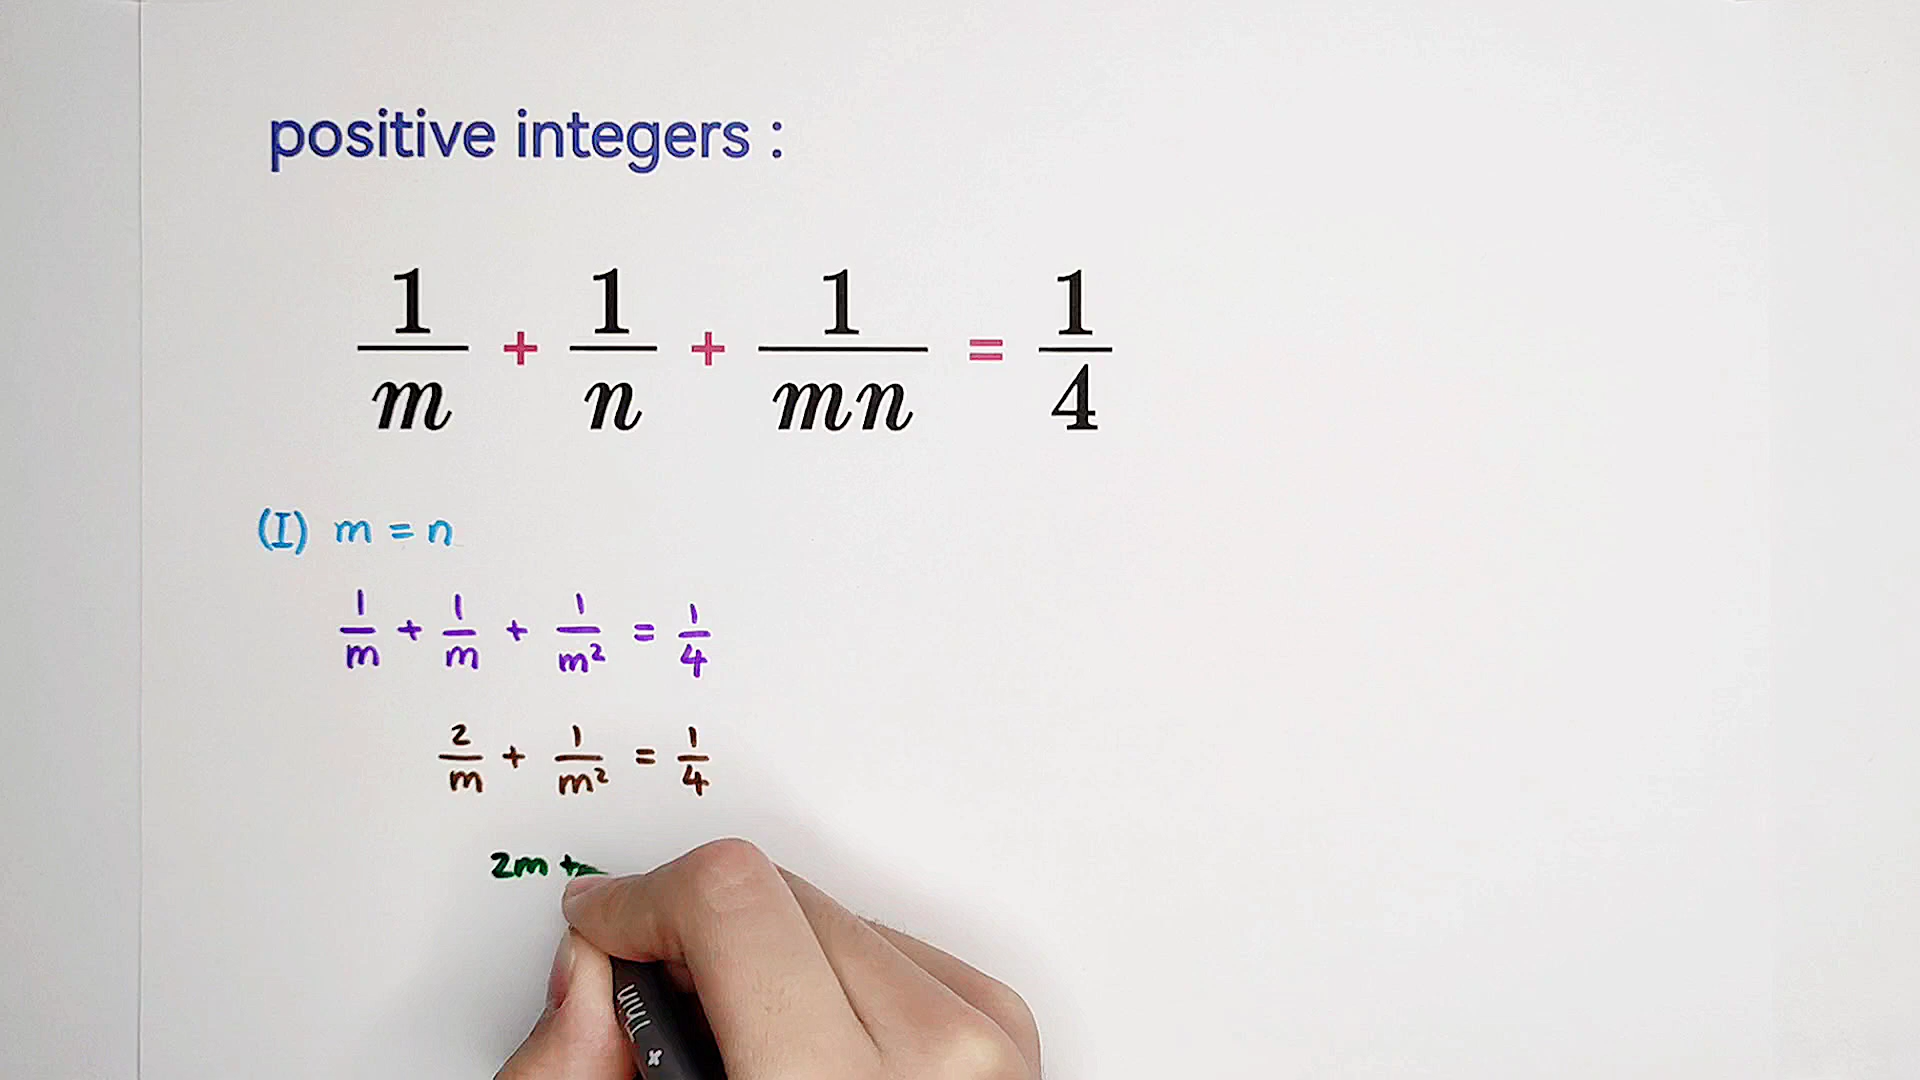 positive integers :
1/m + 1/n + 1/mn = 1/4
(I) m = n
1/m + 1/m + 1/m² = 1/4
2/m + 1/m² = 1/4
2m +